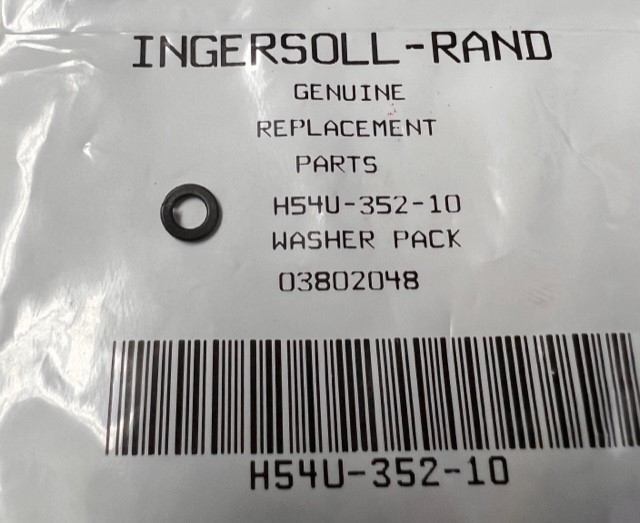 INGERSOLL-RAND
GENUINE
REPLACEMENT
PARTS
H54U-352-10
WASHER PACK
03802048
H54U-352-10